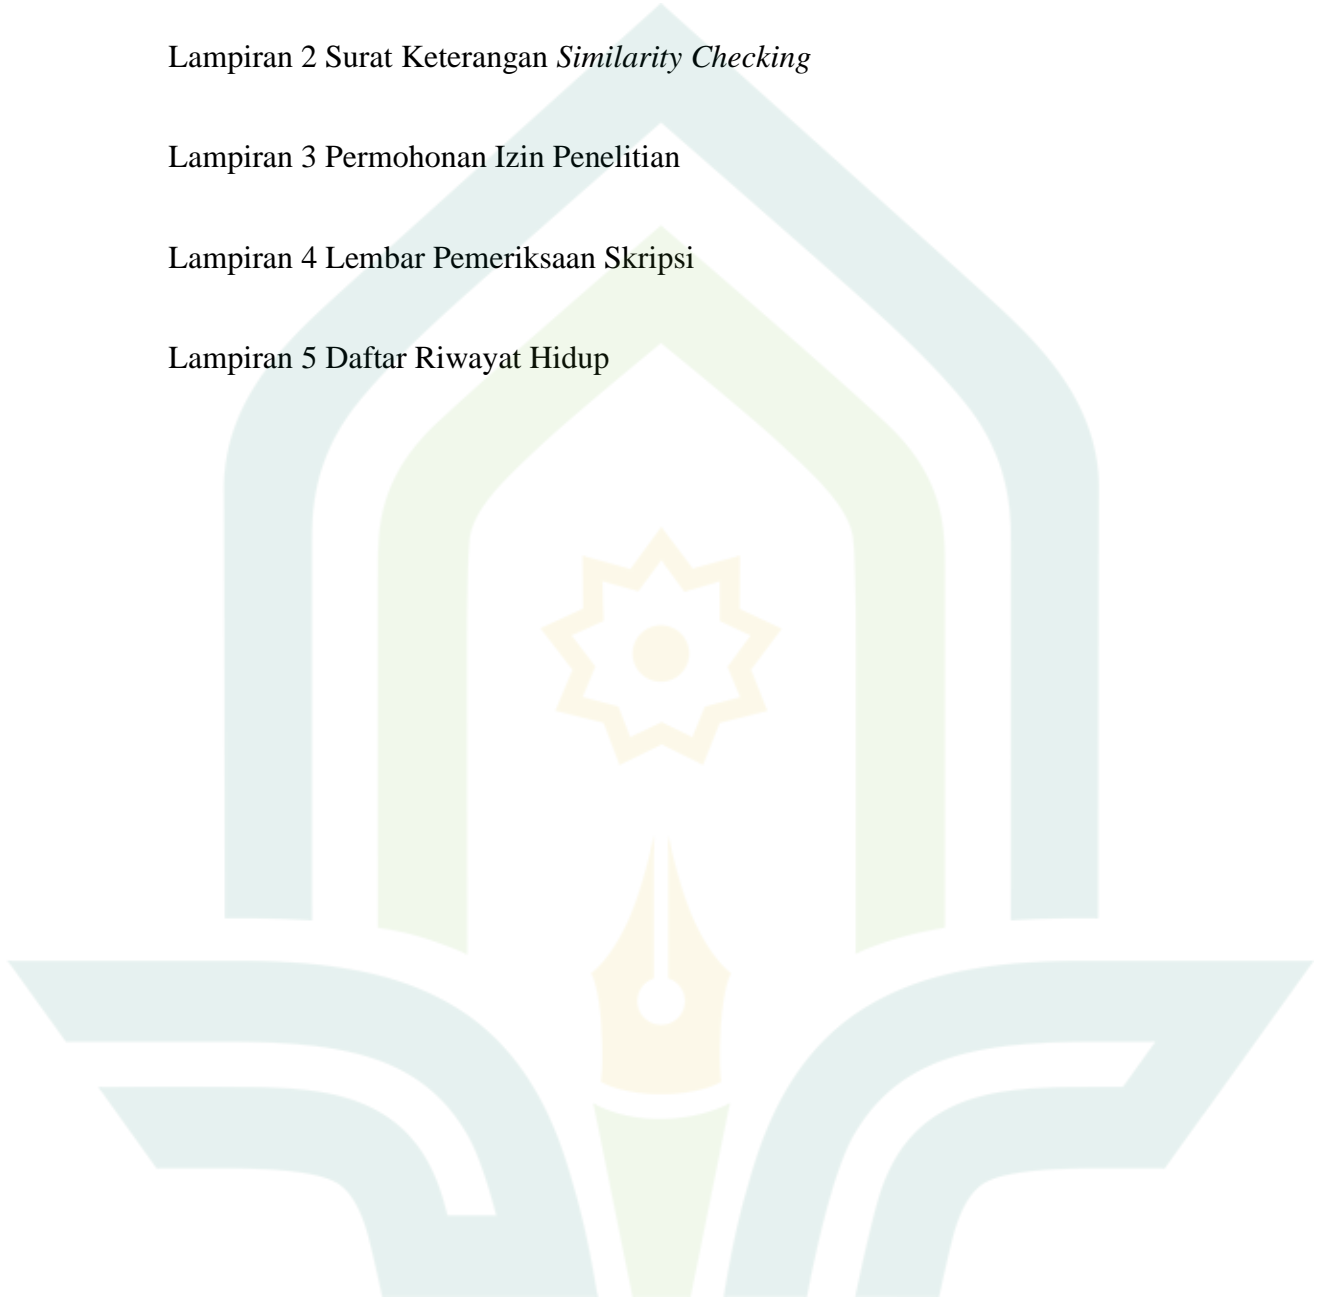 Lampiran 2 Surat Keterangan Similarity Checking
Lampiran 3 Permohonan Izin Penelitian
Lampiran 4 Lembar Pemeriksaan Skripsi
Lampiran 5 Daftar Riwayat Hidup